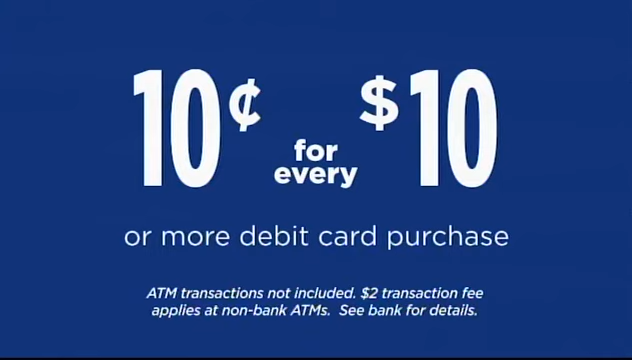 10¢ for every $10
or more debit card purchase
ATM transactions not included. $2 transaction fee
applies at non-bank ATMs. See bank for details.